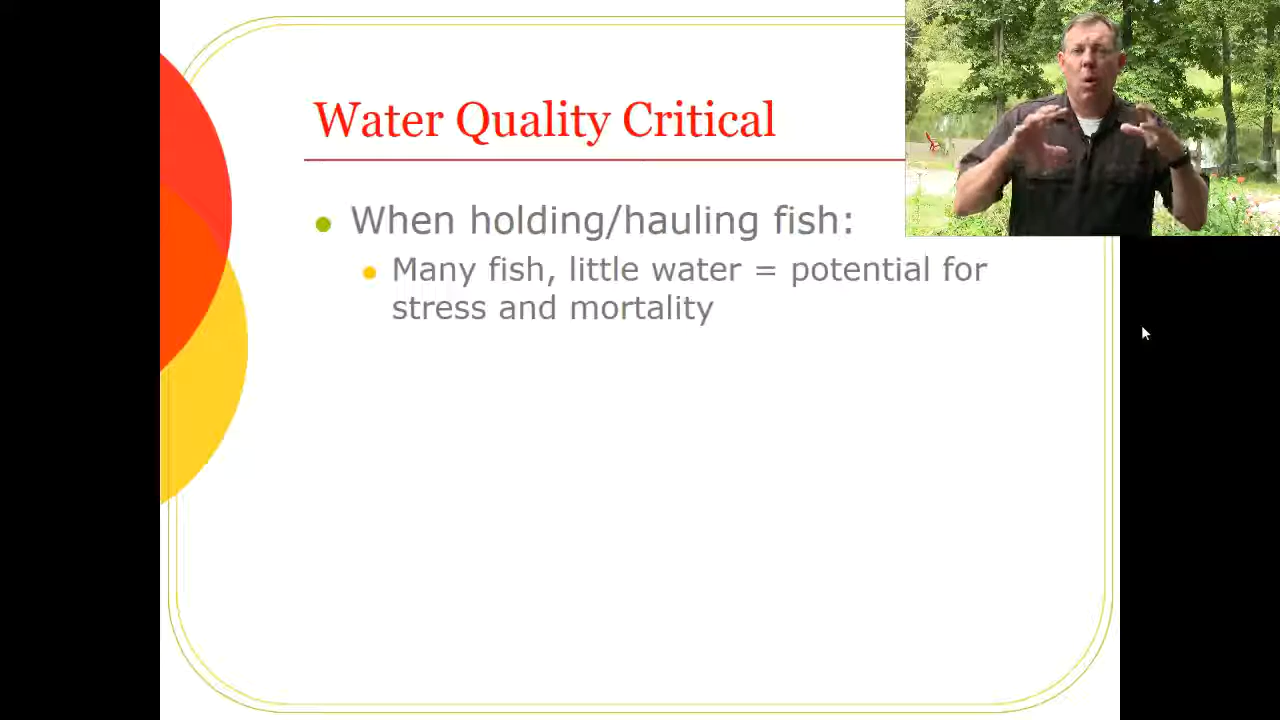 Water Quality Critical
When holding/hauling fish:
Many fish, little water = potential for
stress and mortality